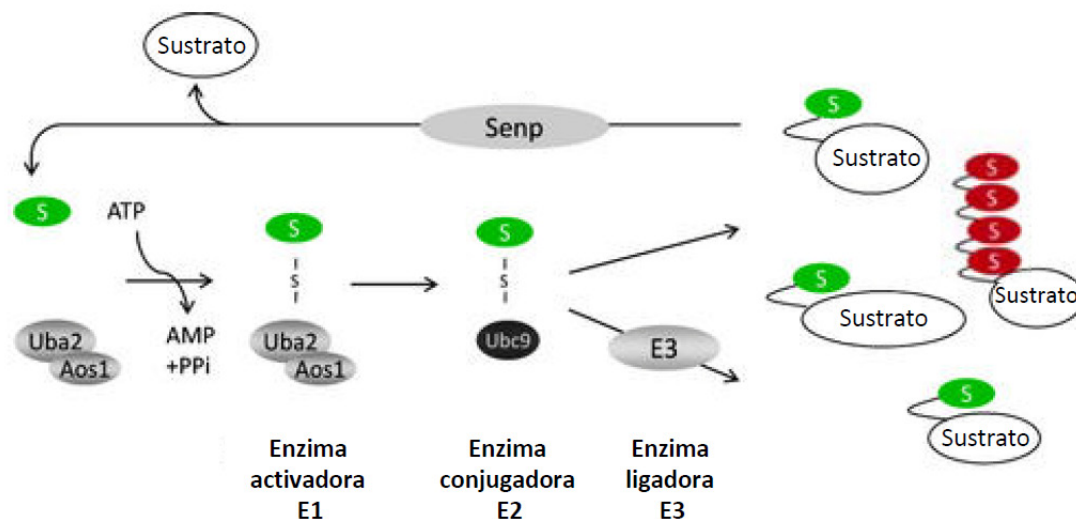 Sustrato
Senp
S
Sustrato
S
S
S
S
S
ATP
S
S
S
S
S
Sustrato
Sustrato
Uba2
Aos1
AMP
+PPi
Uba2
Aos1
Ubc9
E3
S
Sustrato
Enzima
activadora
E1
Enzima
conjugadora
E2
Enzima
ligadora
E3